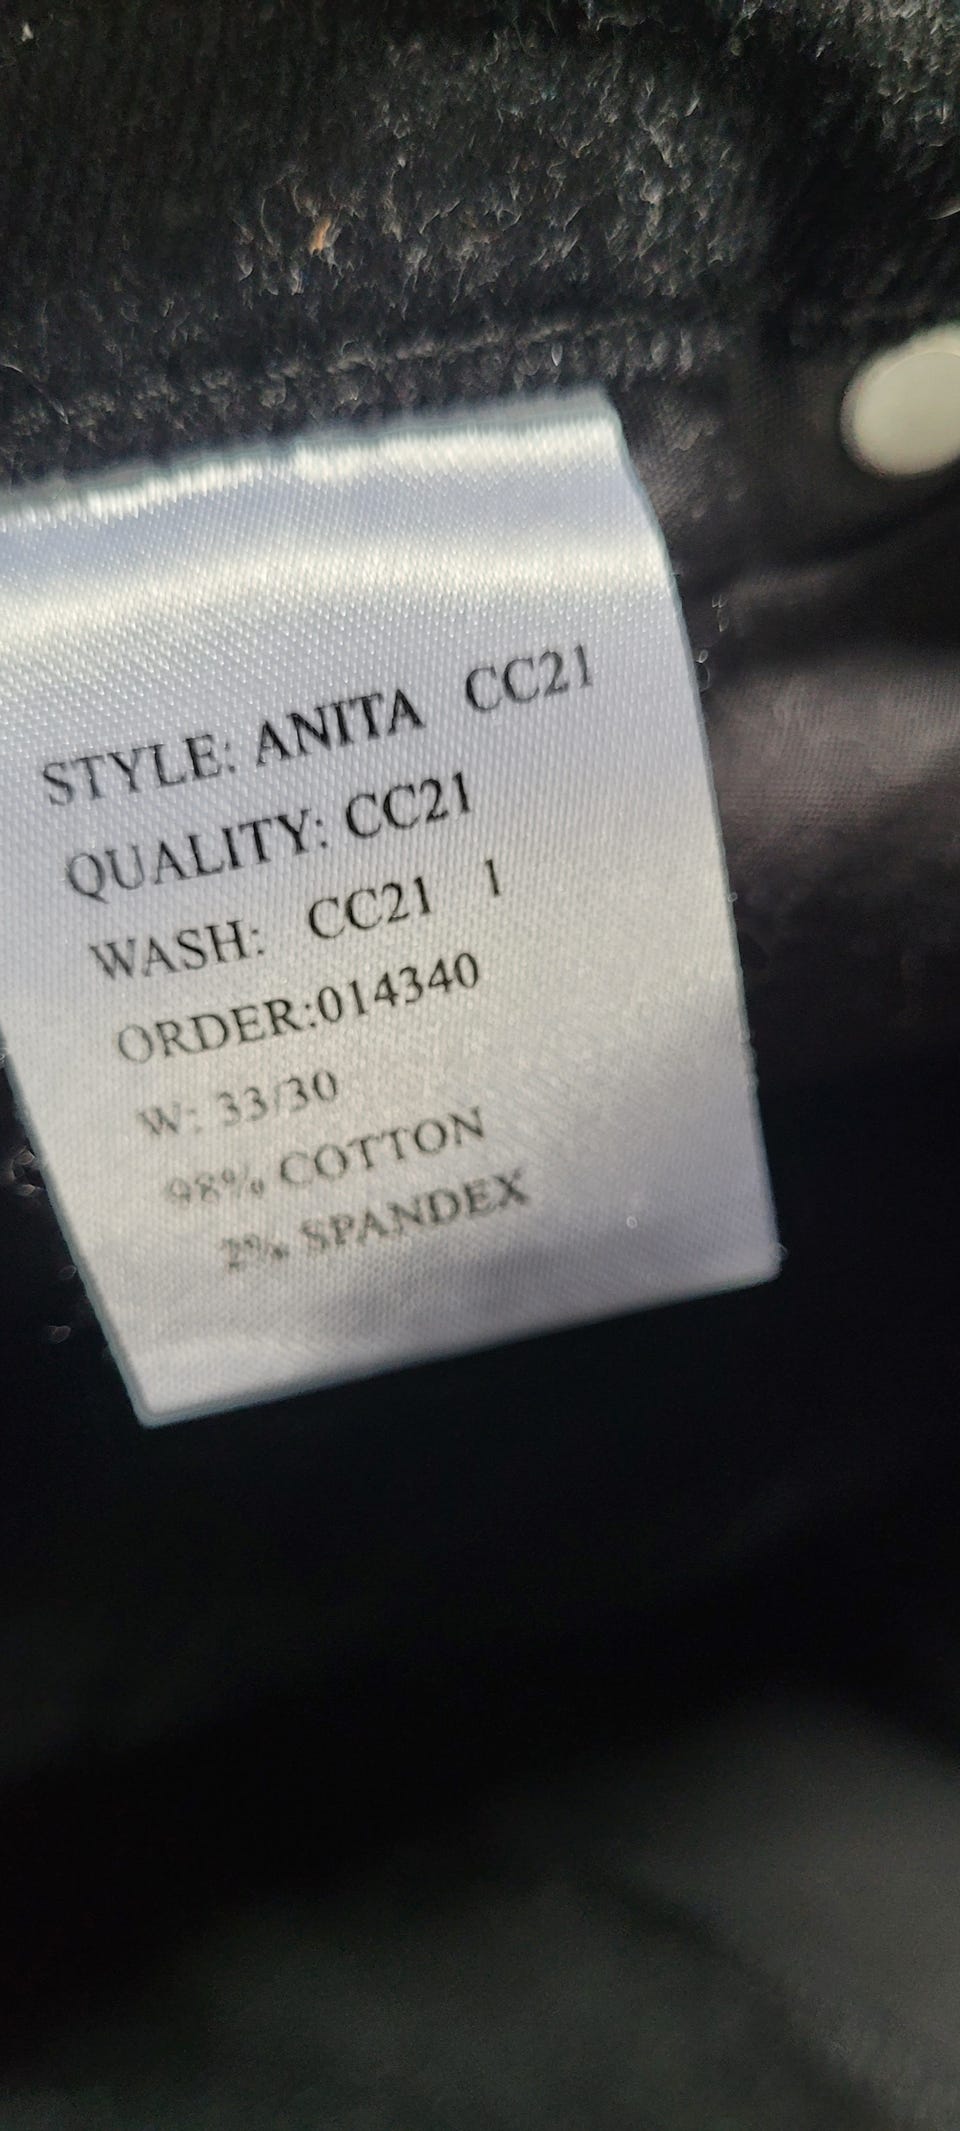 STYLE: ANITA CC21
QUALITY: CC21
WASH: CC21 1
ORDER:014340
W: 33/30
98% COTTON
2% SPANDEX